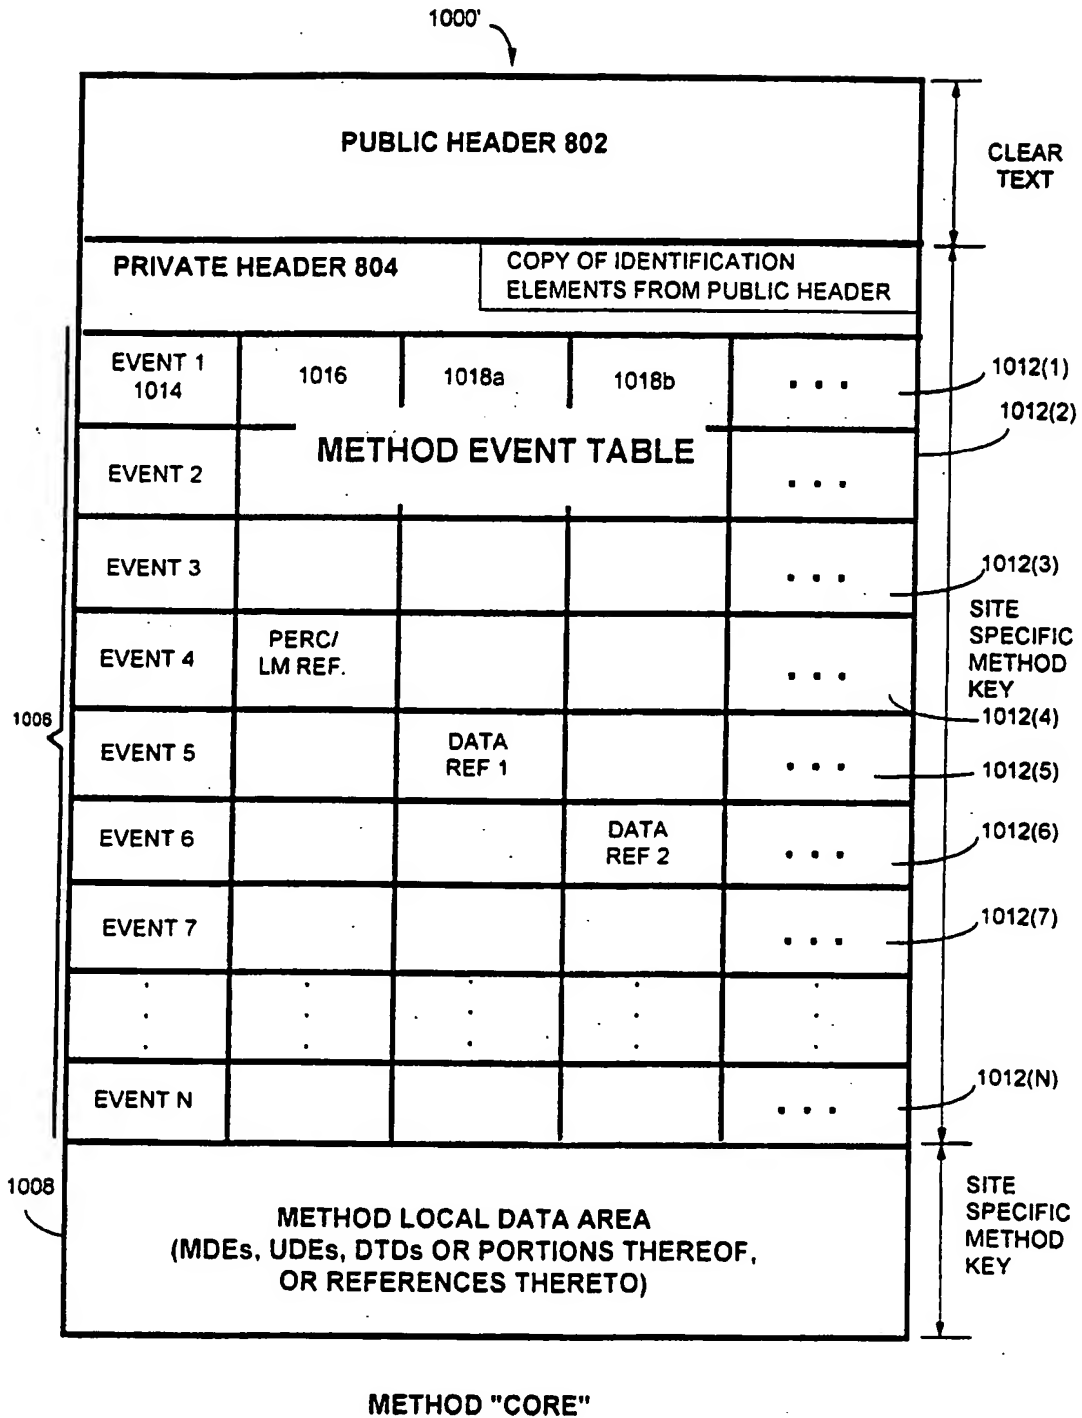 1000'
PUBLIC HEADER 802
CLEAR
TEXT
PRIVATE HEADER 804
COPY OF IDENTIFICATION
ELEMENTS FROM PUBLIC HEADER
EVENT 1
1014
1016
1018a
1018b
. . .
1012(1)
1012(2)
METHOD EVENT TABLE
EVENT 2
. . .
EVENT 3
. . .
1012(3)
SITE
SPECIFIC
METHOD
KEY
EVENT 4
PERC/
LM REF.
. . .
1012(4)
1006
EVENT 5
DATA
REF 1
. . .
1012(5)
EVENT 6
DATA
REF 2
. . .
1012(6)
EVENT 7
. . .
1012(7)
EVENT N
. . .
1012(N)
1008
METHOD LOCAL DATA AREA
(MDEs, UDEs, DTDs OR PORTIONS THEREOF,
OR REFERENCES THERETO)
SITE
SPECIFIC
METHOD
KEY
METHOD "CORE"